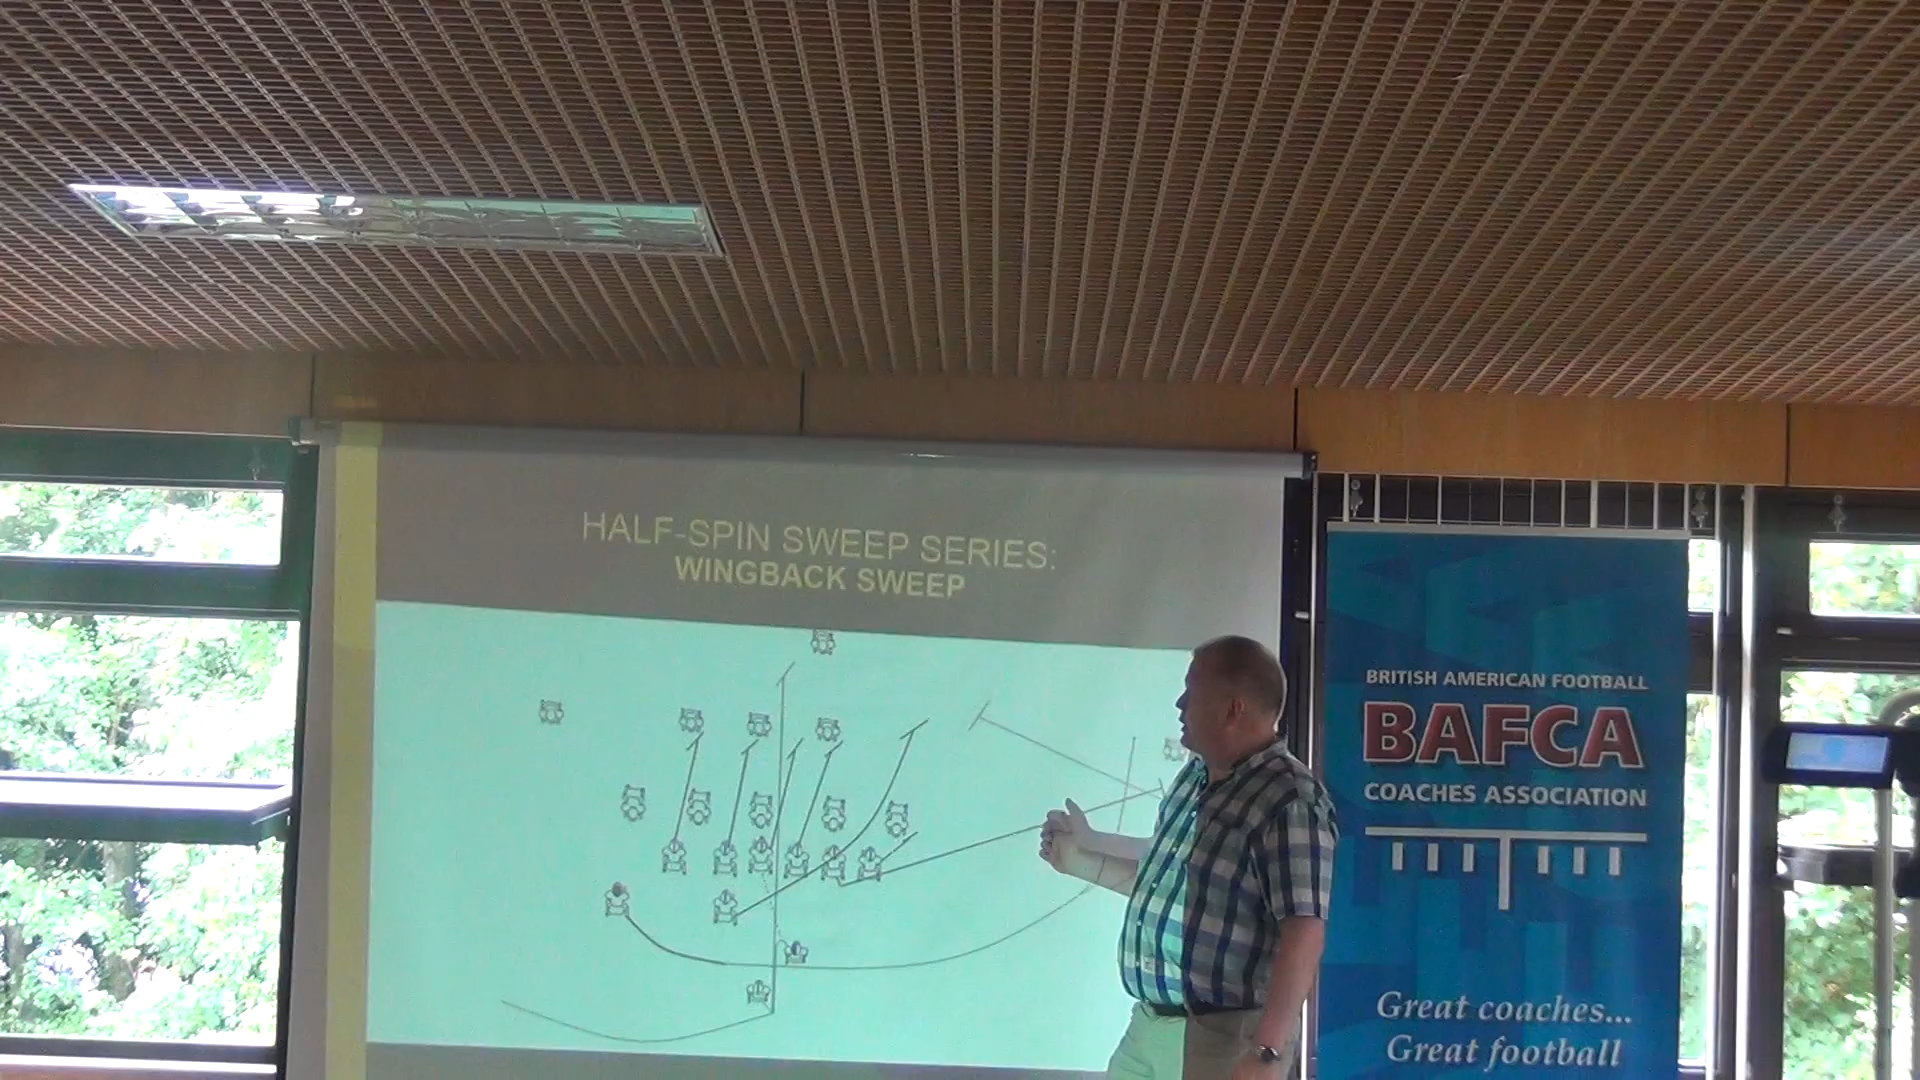 HALF-SPIN SWEEP SERIES:
WINGBACK SWEEP
BRITISH AMERICAN FOOTBALL
BAFCA
COACHES ASSOCIATION
Great coaches...
Great football